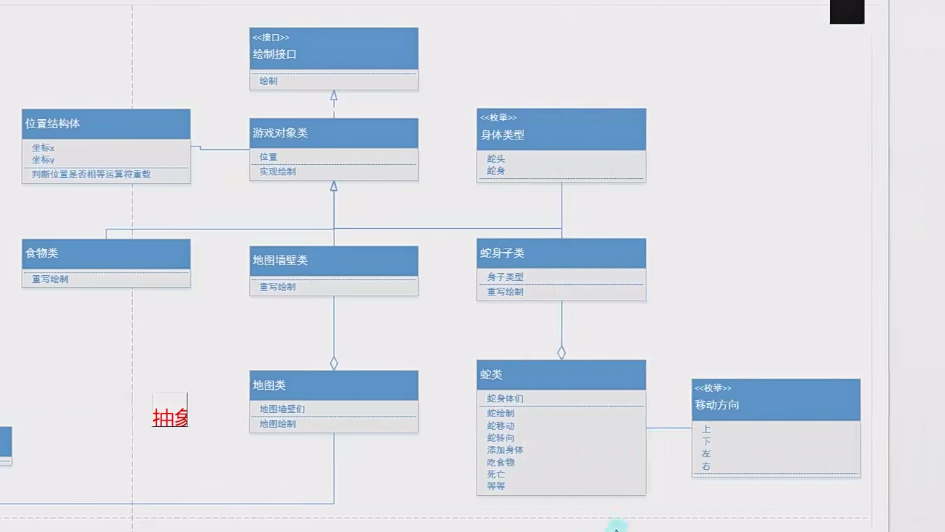 <<接口>>
绘制接口
绘制
位置结构体
坐标x
坐标y
判断位置是否相等运算符重载
游戏对象类
位置
实现绘制
<<枚举>>
身体类型
蛇头
蛇身
食物类
重写绘制
地图墙壁类
重写绘制
蛇身子类
身子类型
重写绘制
地图类
地图墙壁们
地图绘制
蛇类
蛇身体们
蛇绘制
蛇移动
蛇转向
添加身体
吃食物
死亡
等等
<<枚举>>
移动方向
上
下
左
右
抽象